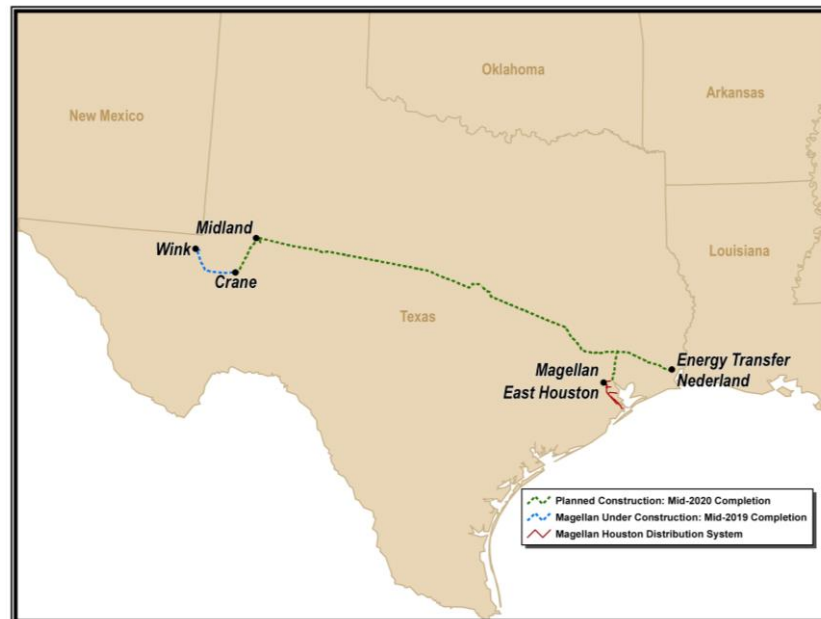 Oklahoma
Arkansas
New Mexico
Midland
Wink
Crane
Louisiana
Texas
Magellan
East Houston
Energy Transfer
Nederland
Planned Construction: Mid-2020 Completion
Magellan Under Construction: Mid-2019 Completion
Magellan Houston Distribution System